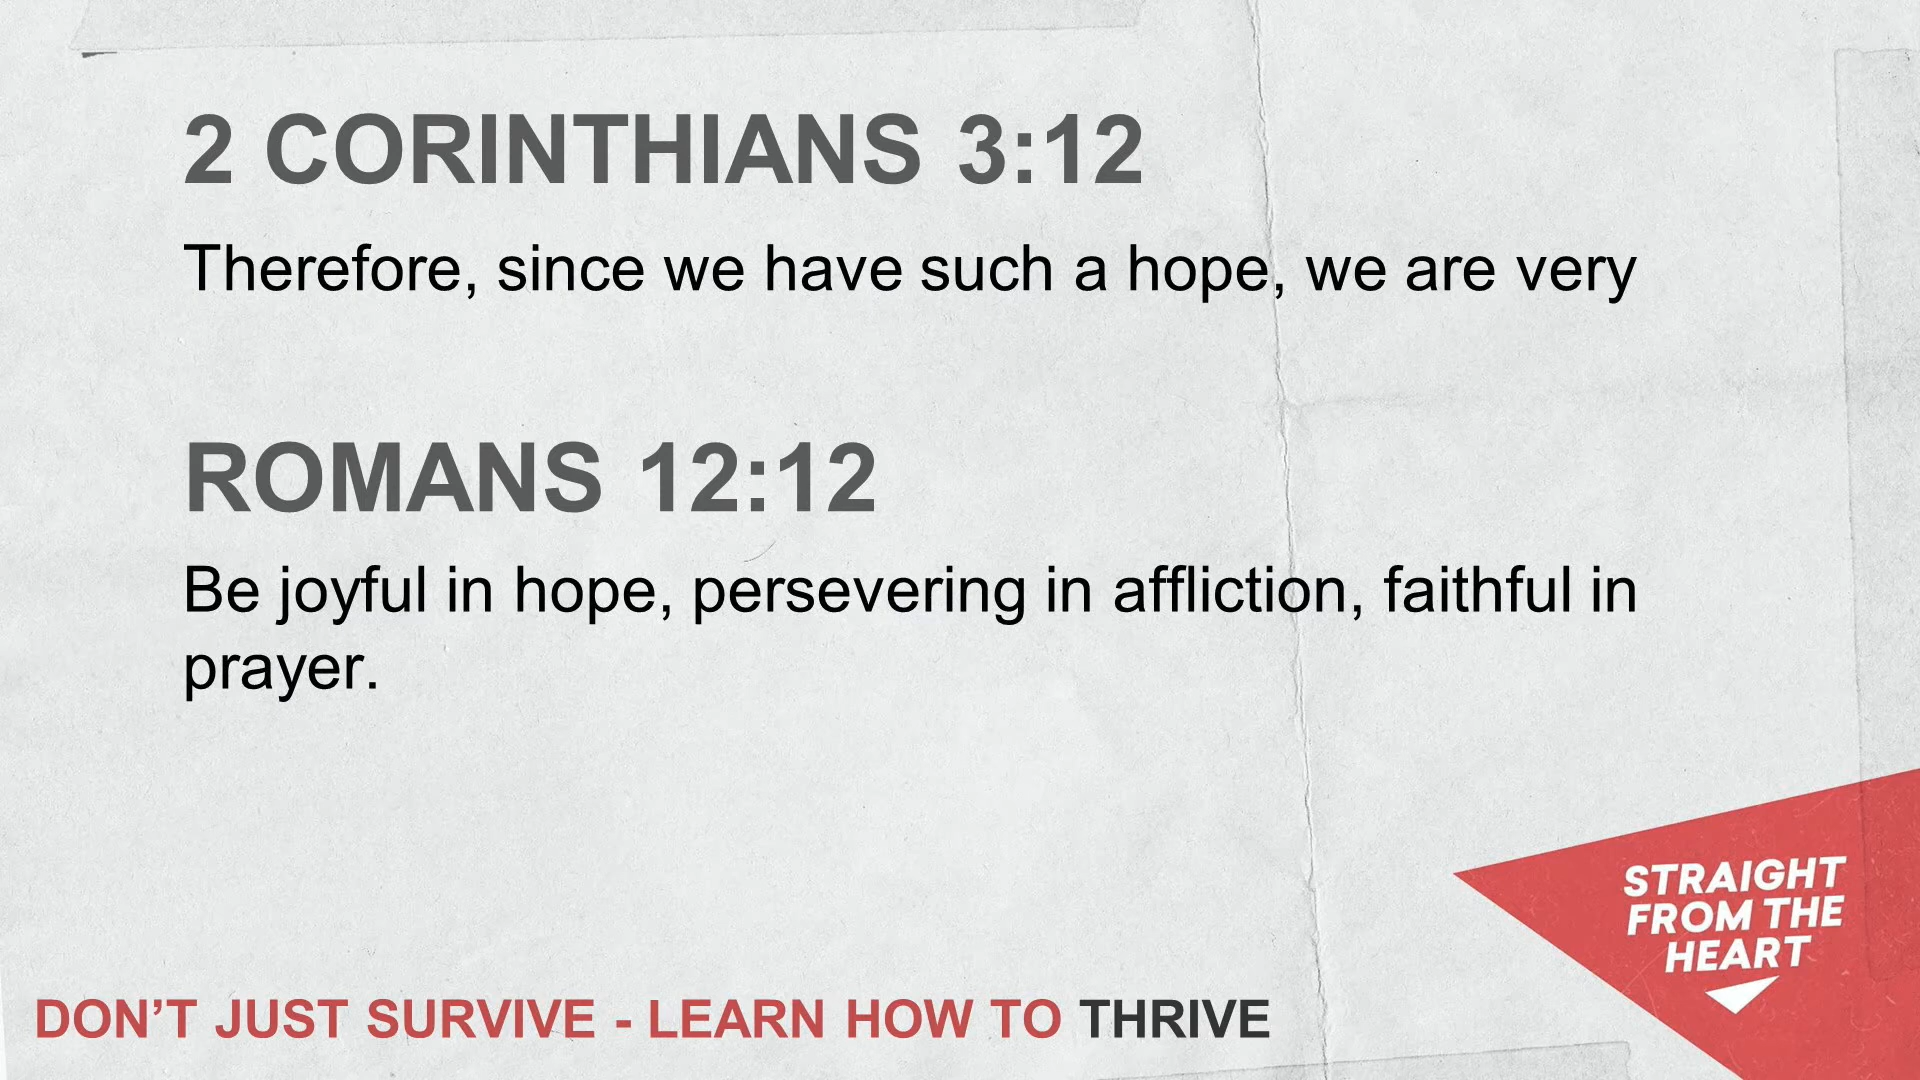 2 CORINTHIANS 3:12
Therefore, since we have such a hope, we are very
ROMANS 12:12
Be joyful in hope, persevering in affliction, faithful in
prayer.
STRAIGHT
FROM THE
HEART
DON’T JUST SURVIVE - LEARN HOW TO THRIVE